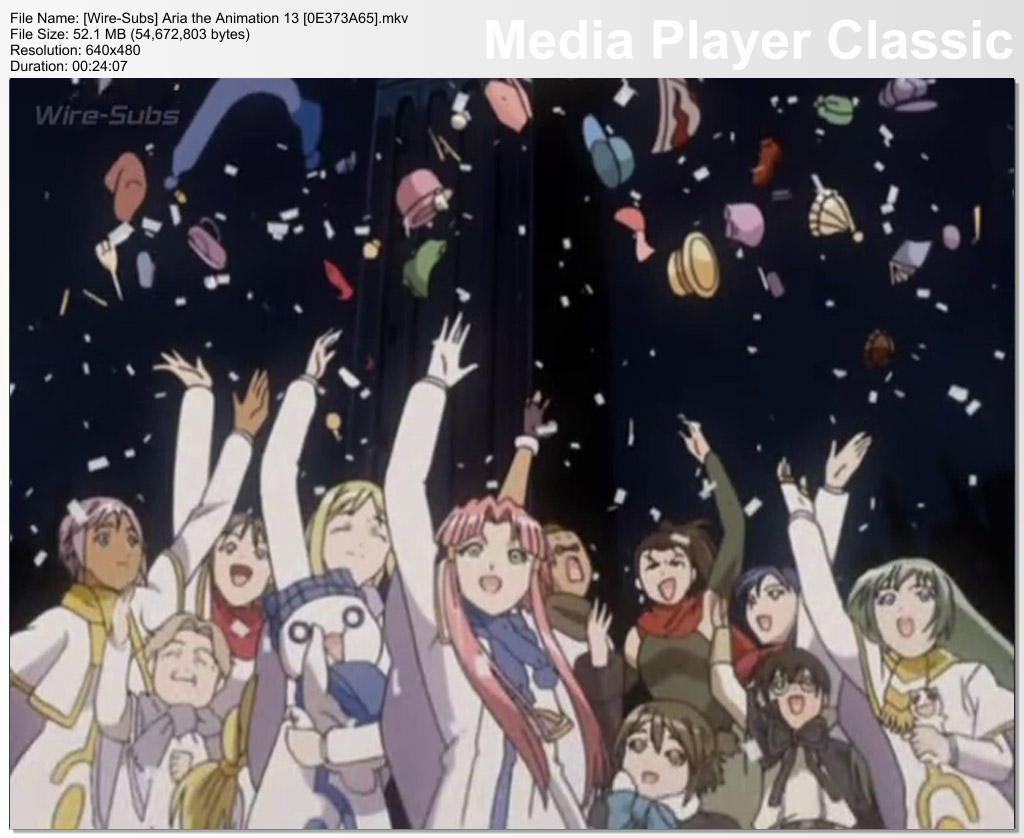 File Name: [Wire-Subs] Aria the Animation 13 [0E373A65].mkv
File Size: 52.1 MB (54,672,803 bytes)
Resolution: 640x480
Duration: 00:24:07
Media Player Classic
Wire-Subs